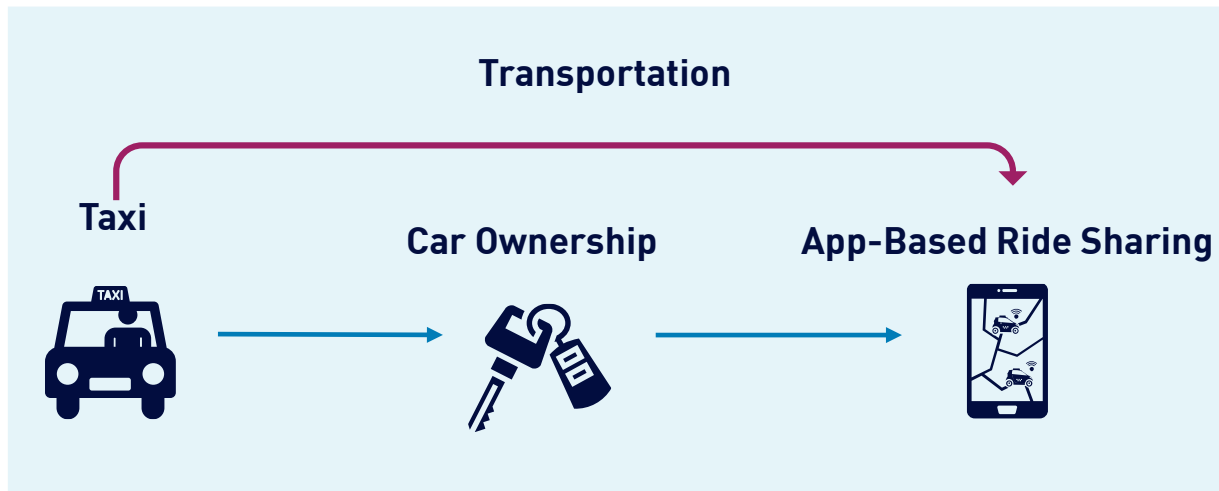 Transportation
Taxi
Car Ownership
App-Based Ride Sharing
TAXI